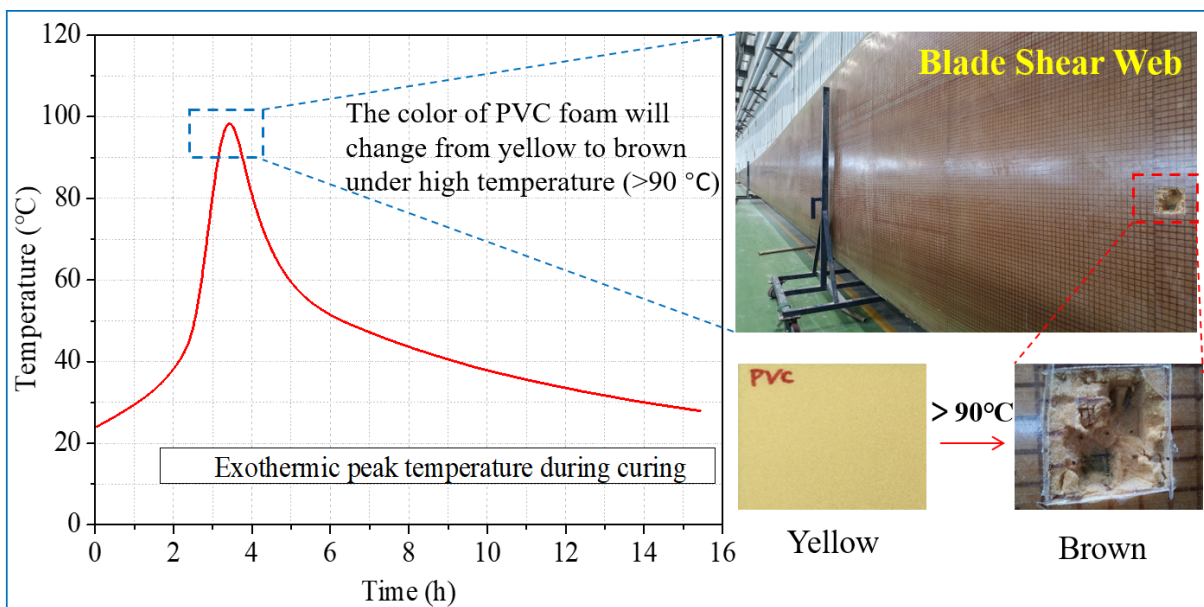 120
100
80
60
40
20
0
0 2 4 6 8 10 12 14 16
Temperature (°C)
Time (h)
The color of PVC foam will
change from yellow to brown
under high temperature (>90 °C)
Exothermic peak temperature during curing
Blade Shear Web
PVC
> 90°C
Yellow
Brown